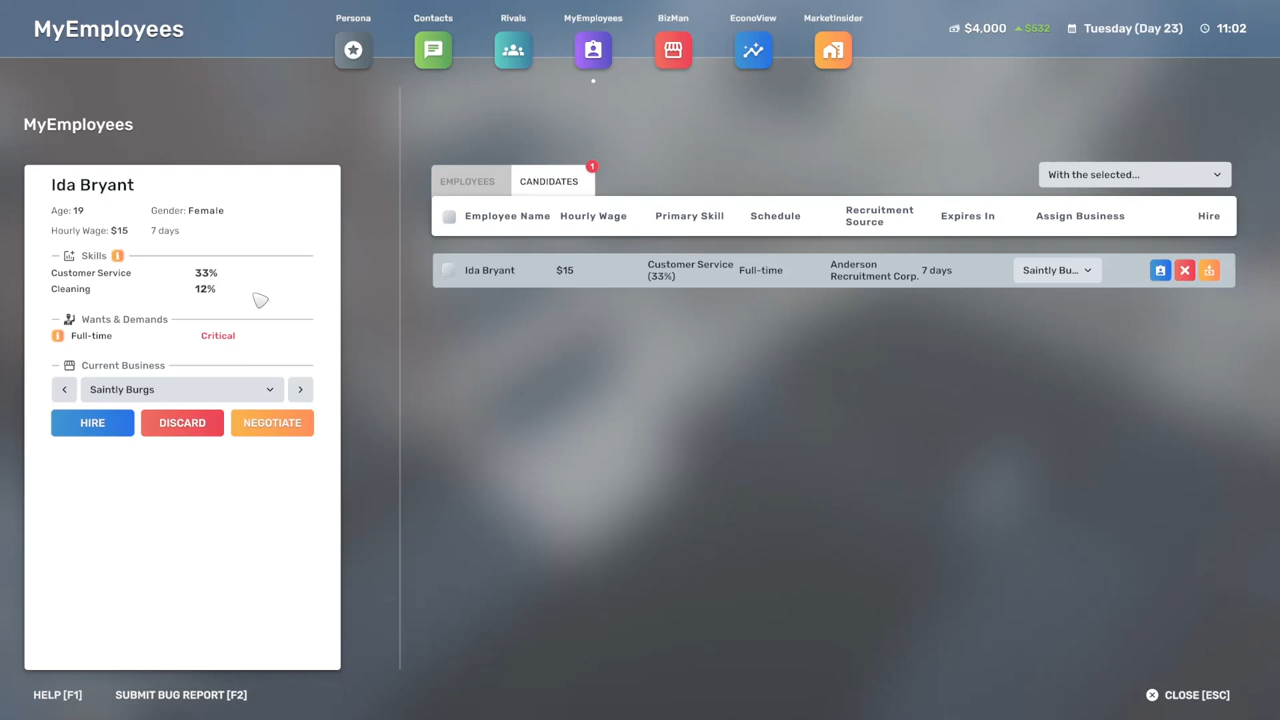 MyEmployees
Persona
Contacts
Rivals
MyEmployees
BizMan
EconoView
MarketInsider
$4,000
$532
Tuesday (Day 23)
11:02
MyEmployees
Ida Bryant
Age: 19
Gender: Female
Hourly Wage: $15
7 days
Skills
Customer Service
33%
Cleaning
12%
Wants & Demands
Full-time
Critical
Current Business
Saintly Burgs
HIRE
DISCARD
NEGOTIATE
EMPLOYEES
CANDIDATES
1
With the selected...
Employee Name
Hourly Wage
Primary Skill
Schedule
Recruitment
Source
Expires In
Assign Business
Hire
Ida Bryant
$15
Customer Service
(33%)
Full-time
Anderson
Recruitment Corp.
7 days
Saintly Bu...
HELP [F1]
SUBMIT BUG REPORT [F2]
CLOSE [ESC]